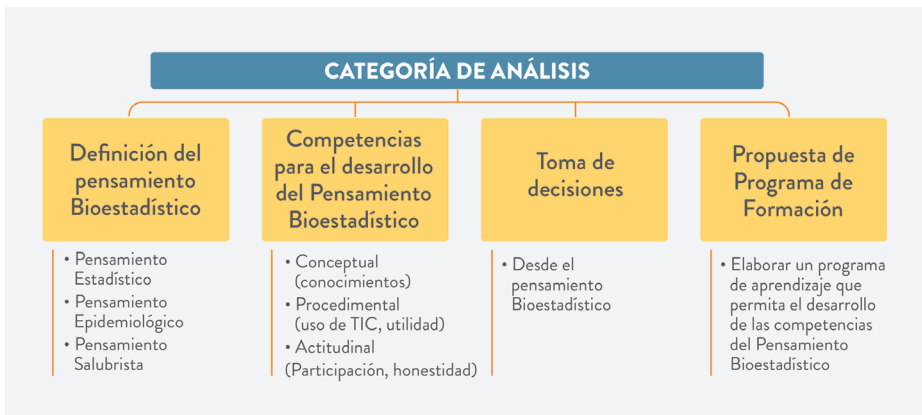 CATEGORÍA DE ANÁLISIS
Definición del
pensamiento
Bioestadístico
• Pensamiento
Estadístico
• Pensamiento
Epidemiológico
• Pensamiento
Salubrista
Competencias
para el desarrollo
del Pensamiento
Bioestadístico
• Conceptual
(conocimientos)
• Procedimental
(uso de TIC, utilidad)
• Actitudinal
(Participación, honestidad)
Toma de
decisiones
• Desde el
pensamiento
Bioestadístico
Propuesta de
Programa de
Formación
• Elaborar un programa
de aprendizaje que
permita el desarrollo
de las competencias
del Pensamiento
Bioestadístico